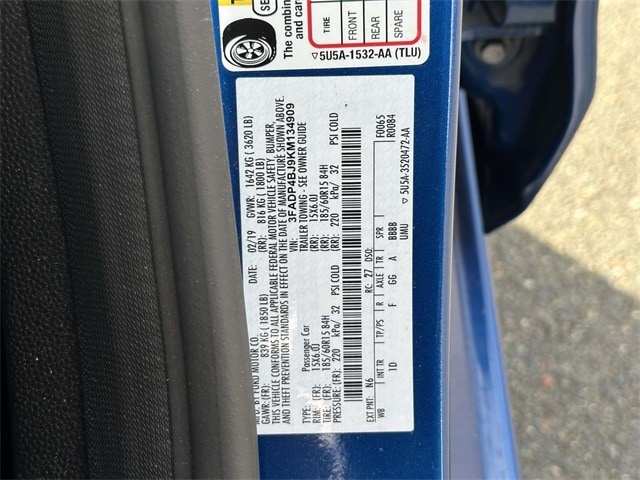 The combin
TIRE
FRONT
REAR
SPARE
▽5U5A-1532-AA (TLU)
MFD. BY FORD MOTOR CO.
DATE: 02/19 GVWR: 1642 KG ( 3620 LB)
GAWR:(FR): 839 KG ( 1850 LB) (RR): 816 KG ( 1800 LB)
THIS VEHICLE CONFORMS TO ALL APPLICABLE FEDERAL MOTOR VEHICLE SAFETY, BUMPER,
AND THEFT PREVENTION STANDARDS IN EFFECT ON THE DATE OF MANUFACTURE SHOWN ABOVE.
VIN: 3FADP4BJ9KM134909
TYPE: Passenger Car TRAILER TOWING - SEE OWNER GUIDE
RIM: (FR): 15X6.0J (RR): 15X6.0J
TIRE: (FR): 185/60R15 84H (RR): 185/60R15 84H
PRESSURE:(FR): 220 kPa/ 32 PSI COLD (RR): 220 kPa/ 32 PSI COLD
EXT PNT: N6 RC: 27 DSO: F0065
R0084
WB INT TR TP/PS R AXLE TR SPR
1D F GG A BBBB
UMU ▽5U5A-3520472-AA